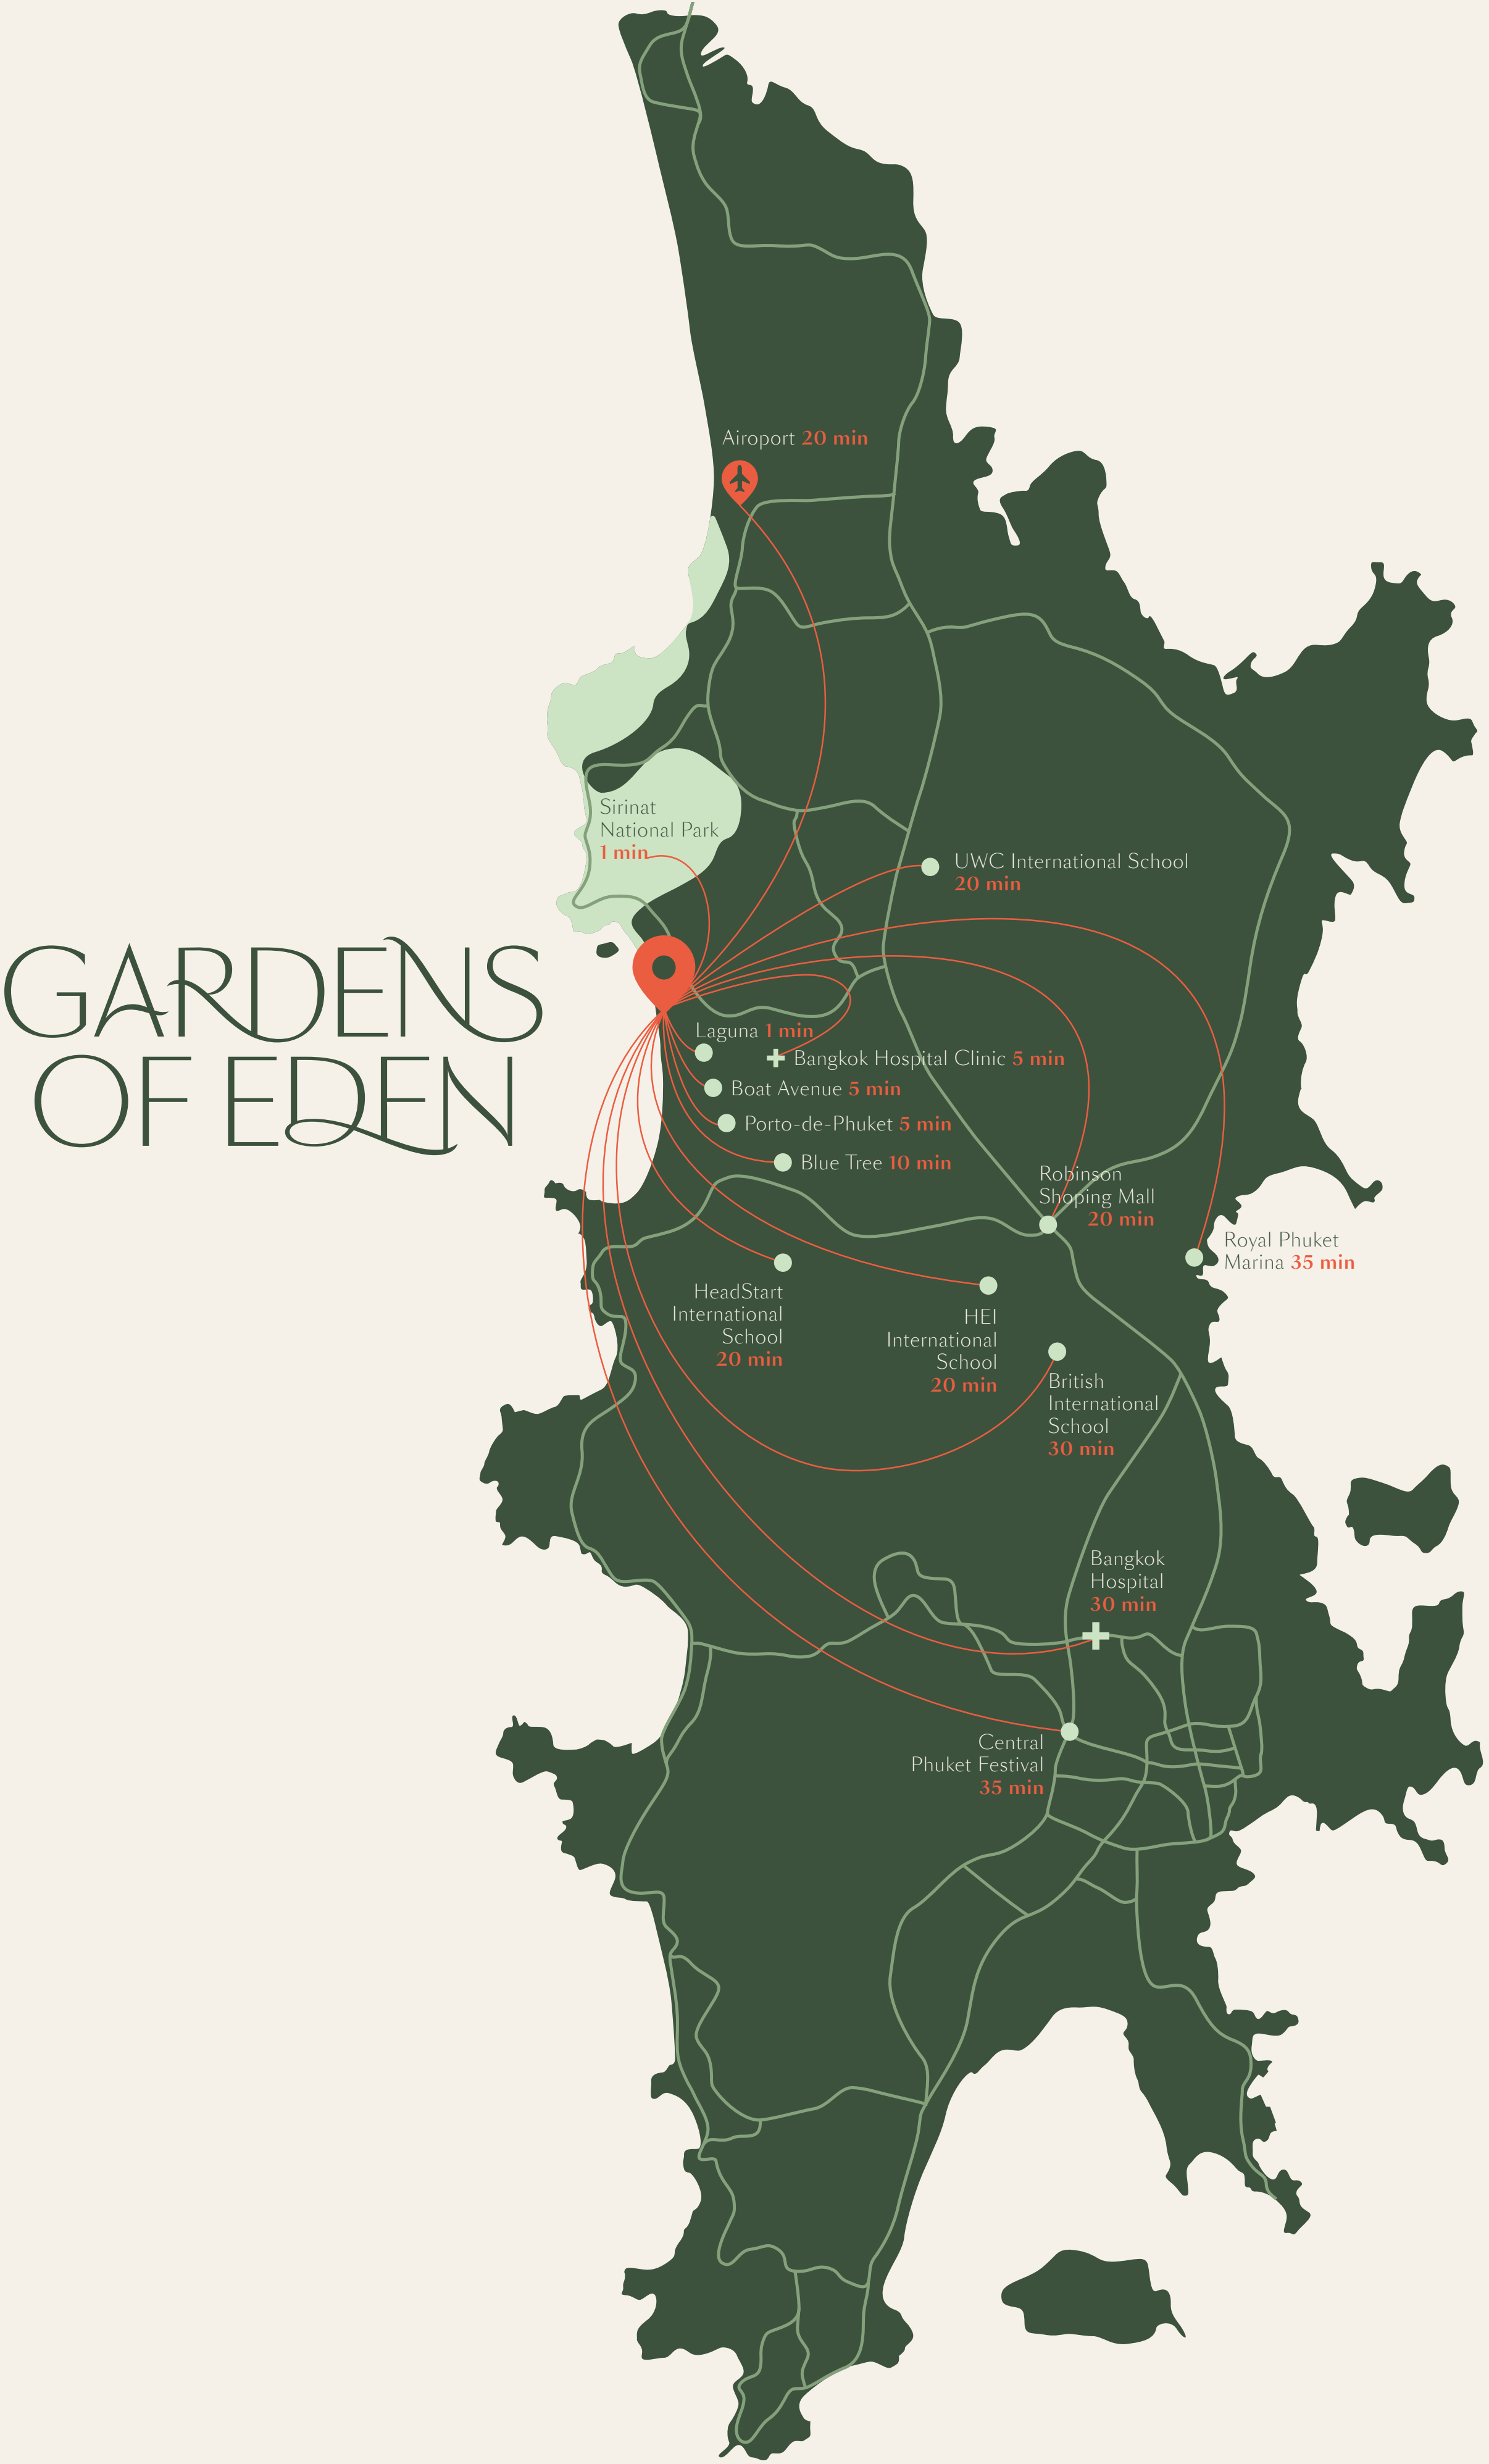 Airoport 20 min
Sirinat
National Park
1 min
UWC International School
20 min
GARDENS
OF EDEN
Laguna 1 min
Bangkok Hospital Clinic 5 min
Boat Avenue 5 min
Porto-de-Phuket 5 min
Blue Tree 10 min
Robinson
Shoping Mall
20 min
Royal Phuket
Marina 35 min
HeadStart
International
School
20 min
HEI
International
School
20 min
British
International
School
30 min
Bangkok
Hospital
30 min
Central
Phuket Festival
35 min